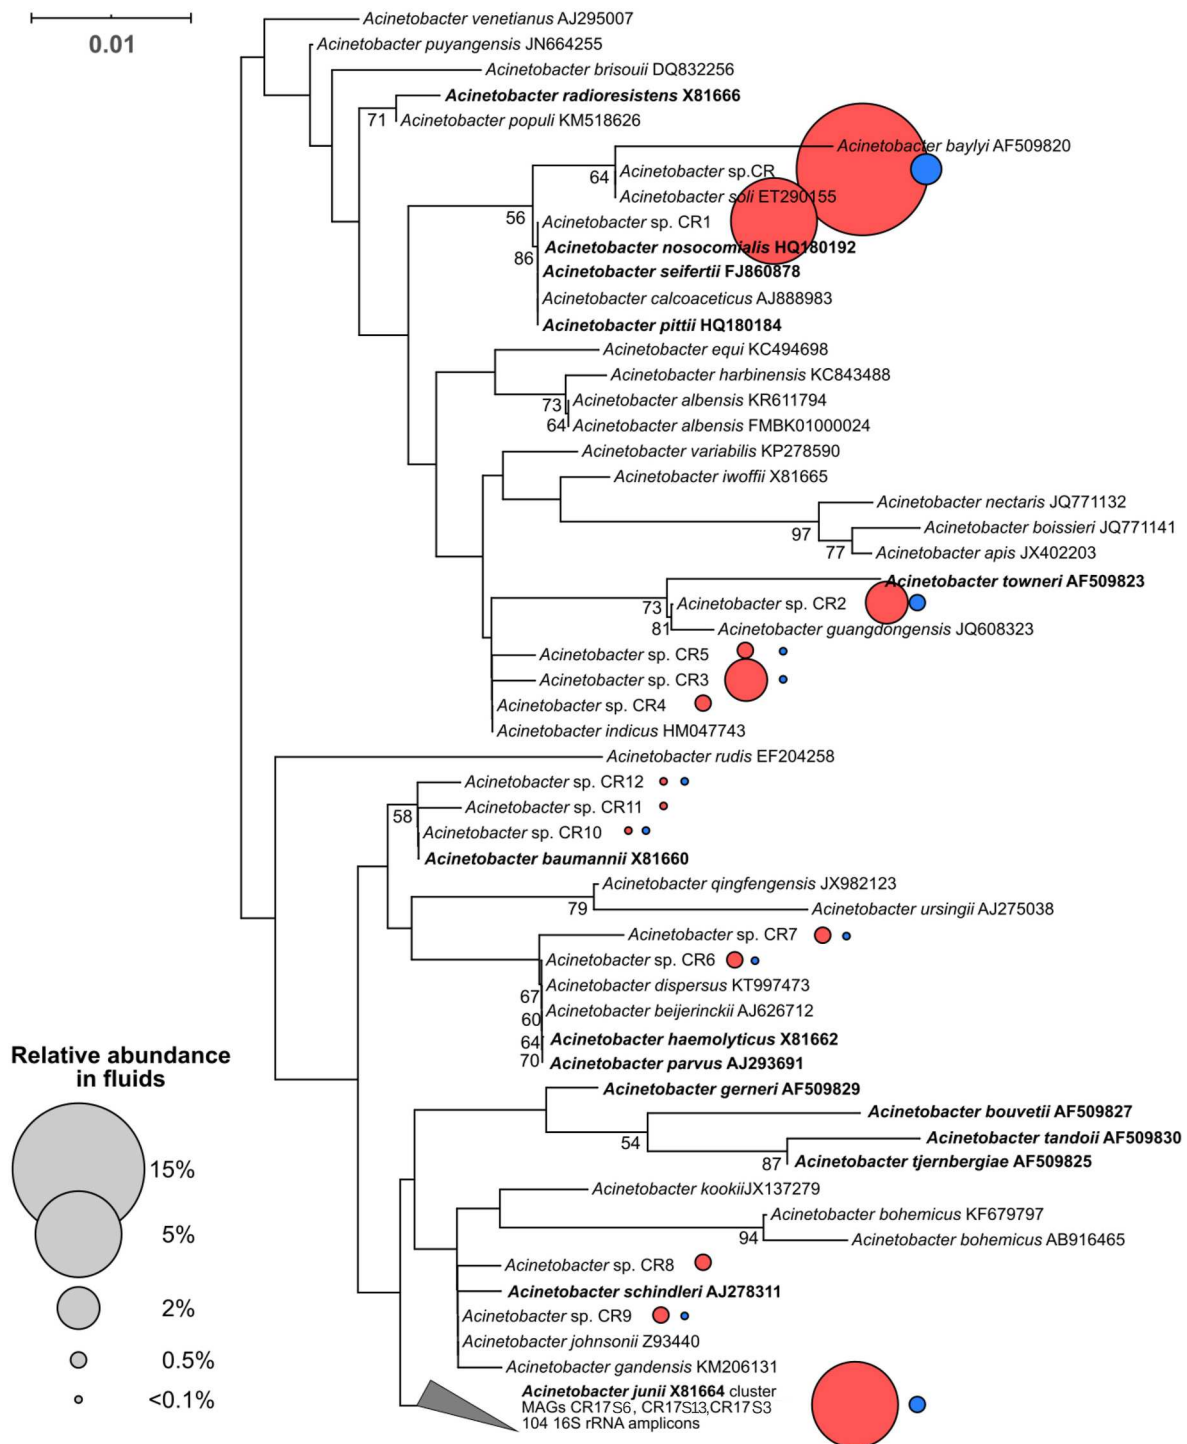 0.01
Acinetobacter venetianus AJ295007
Acinetobacter puyangensis JN664255
Acinetobacter brisouii DQ832256
Acinetobacter radioresistens X81666
71
Acinetobacter populi KM518626
Acinetobacter baylyi AF509820
Acinetobacter sp.CR
64
Acinetobacter soli ET290155
56
Acinetobacter sp. CR1
Acinetobacter nosocomialis HQ180192
86
Acinetobacter seifertii FJ860878
Acinetobacter calcoaceticus AJ888983
Acinetobacter pittii HQ180184
Acinetobacter equi KC494698
Acinetobacter harbinensis KC843488
73
Acinetobacter albensis KR611794
64
Acinetobacter albensis FMBK01000024
Acinetobacter variabilis KP278590
Acinetobacter iwoffii X81665
Acinetobacter nectaris JQ771132
97
Acinetobacter boissieri JQ771141
77
Acinetobacter apis JX402203
Acinetobacter towneri AF509823
73
Acinetobacter sp. CR2
81
Acinetobacter guangdongensis JQ608323
Acinetobacter sp. CR5
Acinetobacter sp. CR3
Acinetobacter sp. CR4
Acinetobacter indicus HM047743
Acinetobacter rudis EF204258
Acinetobacter sp. CR12
58
Acinetobacter sp. CR11
Acinetobacter sp. CR10
Acinetobacter baumannii X81660
Acinetobacter qingfengensis JX982123
79
Acinetobacter ursingii AJ275038
Acinetobacter sp. CR7
Acinetobacter sp. CR6
Acinetobacter dispersus KT997473
67
Acinetobacter beijerinckii AJ626712
60
Acinetobacter haemolyticus X81662
64
Acinetobacter parvus AJ293691
70
Acinetobacter gerneri AF509829
Acinetobacter bouvetii AF509827
54
Acinetobacter tandoii AF509830
87
Acinetobacter tjernbergiae AF509825
Acinetobacter kookiiJX137279
Acinetobacter bohemicus KF679797
94
Acinetobacter bohemicus AB916465
Acinetobacter sp. CR8
Acinetobacter schindleri AJ278311
Acinetobacter sp. CR9
Acinetobacter johnsonii Z93440
Acinetobacter gandensis KM206131
Acinetobacter junii X81664 cluster
MAGs CR17S6, CR17S13,CR17S3
104 16S rRNA amplicons
Relative abundance
in fluids
15%
5%
2%
0.5%
<0.1%